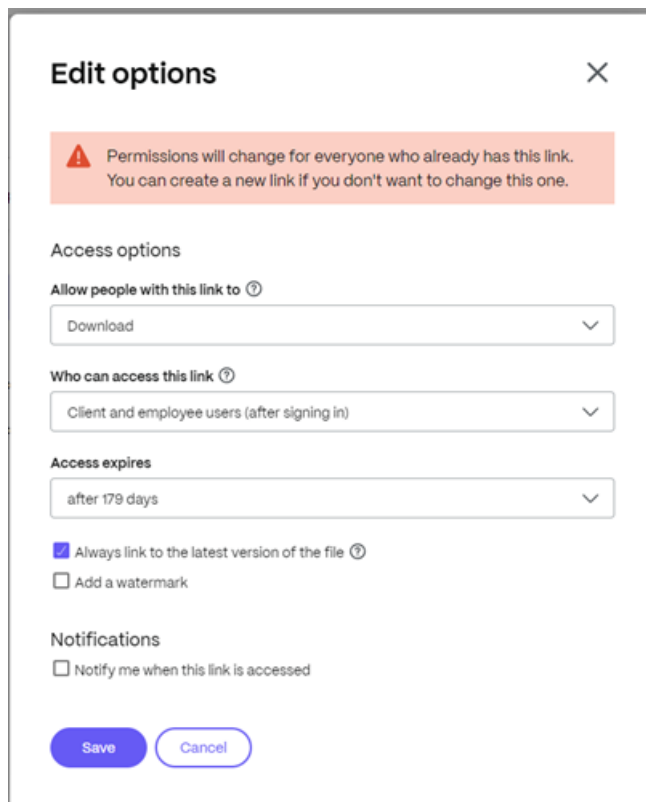 Edit options
Permissions will change for everyone who already has this link.
You can create a new link if you don't want to change this one.
Access options
Allow people with this link to
Download
Who can access this link
Client and employee users (after signing in)
Access expires
after 179 days
Always link to the latest version of the file
Add a watermark
Notifications
Notify me when this link is accessed
Save
Cancel